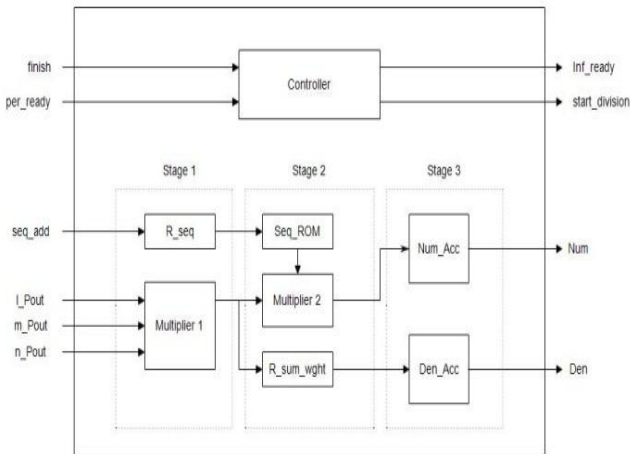 finish
Inf_ready
Controller
per_ready
start_division
Stage 1
Stage 2
Stage 3
seq_add
R_seq
Seq_ROM
Num_Acc
Num
l_Pout
m_Pout
n_Pout
Multiplier 1
Multiplier 2
R_sum_wght
Den_Acc
Den